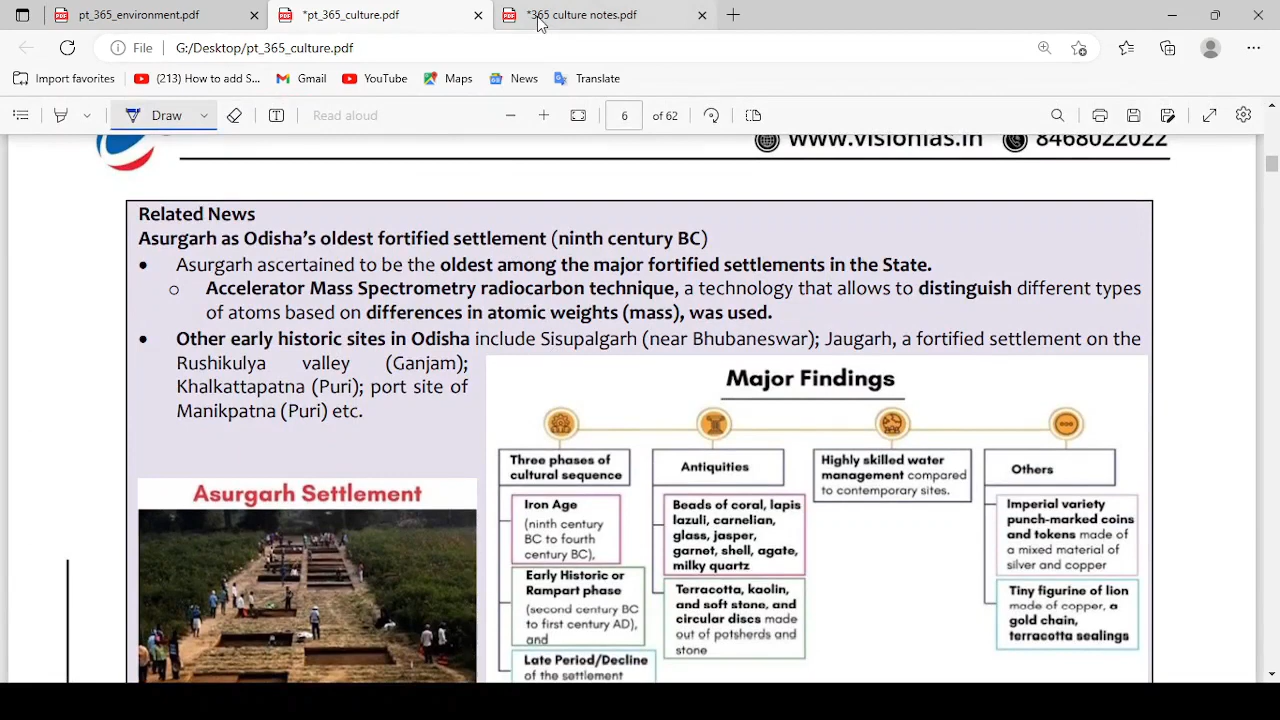 pt_365_environment.pdf
*pt_365_culture.pdf
*365 culture notes.pdf
File
G:/Desktop/pt_365_culture.pdf
Import favorites
(213) How to add S...
Gmail
YouTube
Maps
News
Translate
Draw
Read aloud
6
of 62
www.visionias.in
8468022022
Related News
Asurgarh as Odisha's oldest fortified settlement (ninth century BC)
• Asurgarh ascertained to be the oldest among the major fortified settlements in the State.
o Accelerator Mass Spectrometry radiocarbon technique, a technology that allows to distinguish different types
of atoms based on differences in atomic weights (mass), was used.
• Other early historic sites in Odisha include Sisupalgarh (near Bhubaneswar); Jaugarh, a fortified settlement on the
Rushikulya valley (Ganjam);
Khalkattapatna (Puri); port site of
Manikpatna (Puri) etc.
Asurgarh Settlement
Major Findings
Three phases of
cultural sequence
Iron Age
(ninth century
BC to fourth
century BC),
Early Historic or
Rampart phase
(second century BC
to first century AD),
and
Late Period/Decline
of the settlement
Antiquities
Beads of coral, lapis
lazuli, carnelian,
glass, jasper,
garnet, shell, agate,
milky quartz
Terracotta, kaolin,
and soft stone, and
circular discs made
out of potsherds and
stone
Highly skilled water
management compared
to contemporary sites.
Others
Imperial variety
punch-marked coins
and tokens made of
a mixed material of
silver and copper
Tiny figurine of lion
made of copper, a
gold chain,
terracotta sealings